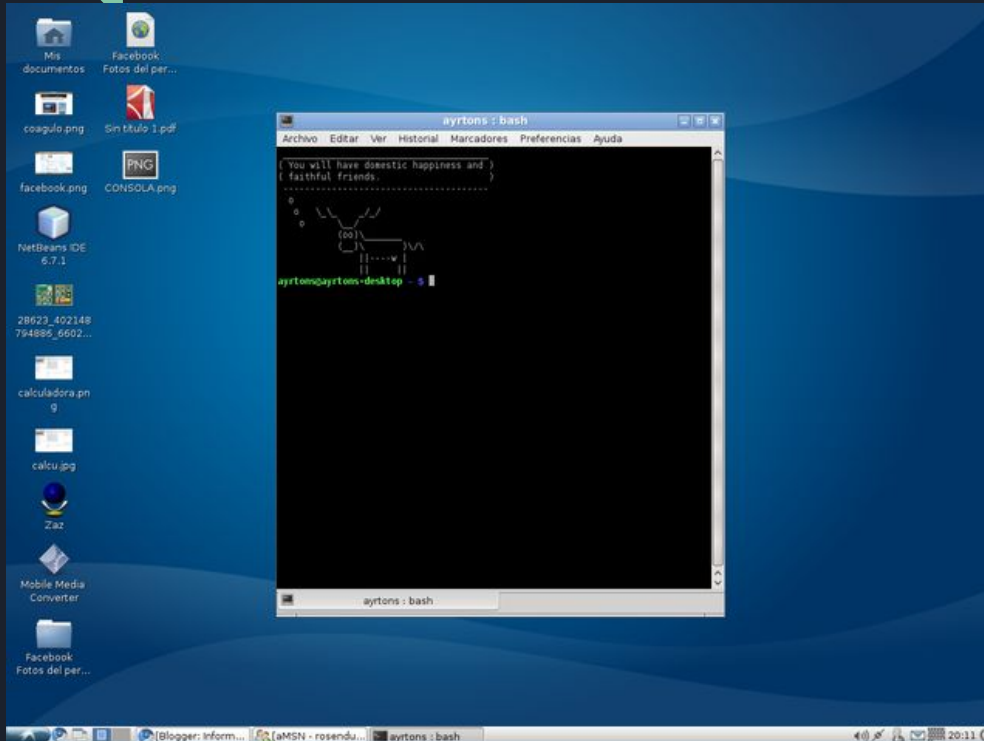 Mis
documentos
Facebook
Fotos del per...
coagulo.png
Sin título 1.pdf
facebook.png
PNG
CONSOLA.png
NetBeans IDE
6.7.1
28623_402148
794886_6602...
calculadora.pn
g
calcu.jpg
Zaz
Mobile Media
Converter
Facebook
Fotos del per...
ayrtons : bash
Archivo Editar Ver Historial Marcadores Preferencias Ayuda
( You will have domestic happiness and )
( faithful friends. )
ayrtons@ayrtons-desktop ~ $
ayrtons : bash
[Blogger: Inform...
[aMSN - rosendu...
ayrtons : bash
20:11